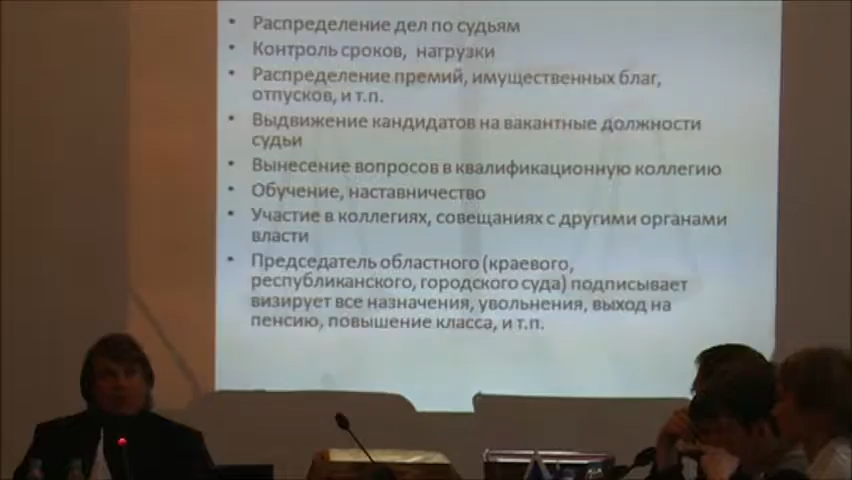 • Распределение дел по судьям
• Контроль сроков, нагрузки
• Распределение премий, имущественных благ,
отпусков, и т.п.
• Выдвижение кандидатов на вакантные должности
судьи
• Вынесение вопросов в квалификационную коллегию
• Обучение, наставничество
• Участие в коллегиях, совещаниях с другими органами
власти
• Председатель областного (краевого,
республиканского, городского суда) подписывает
визирует все назначения, увольнения, выход на
пенсию, повышение класса, и т.п.